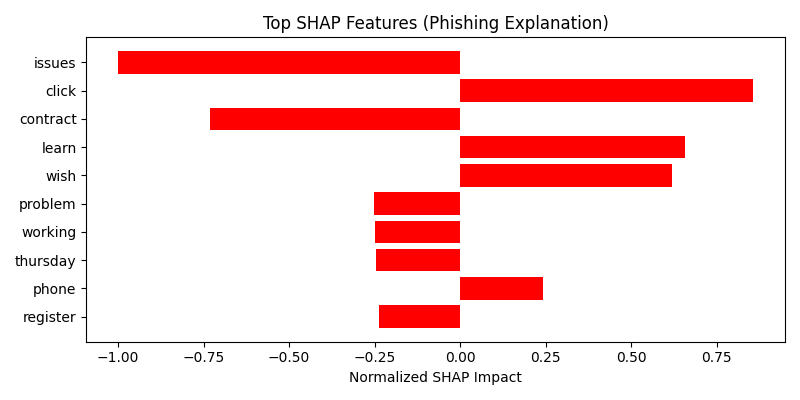 Top SHAP Features (Phishing Explanation)
issues
click
contract
learn
wish
problem
working
thursday
phone
register
−1.00 −0.75 −0.50 −0.25 0.00 0.25 0.50 0.75
Normalized SHAP Impact